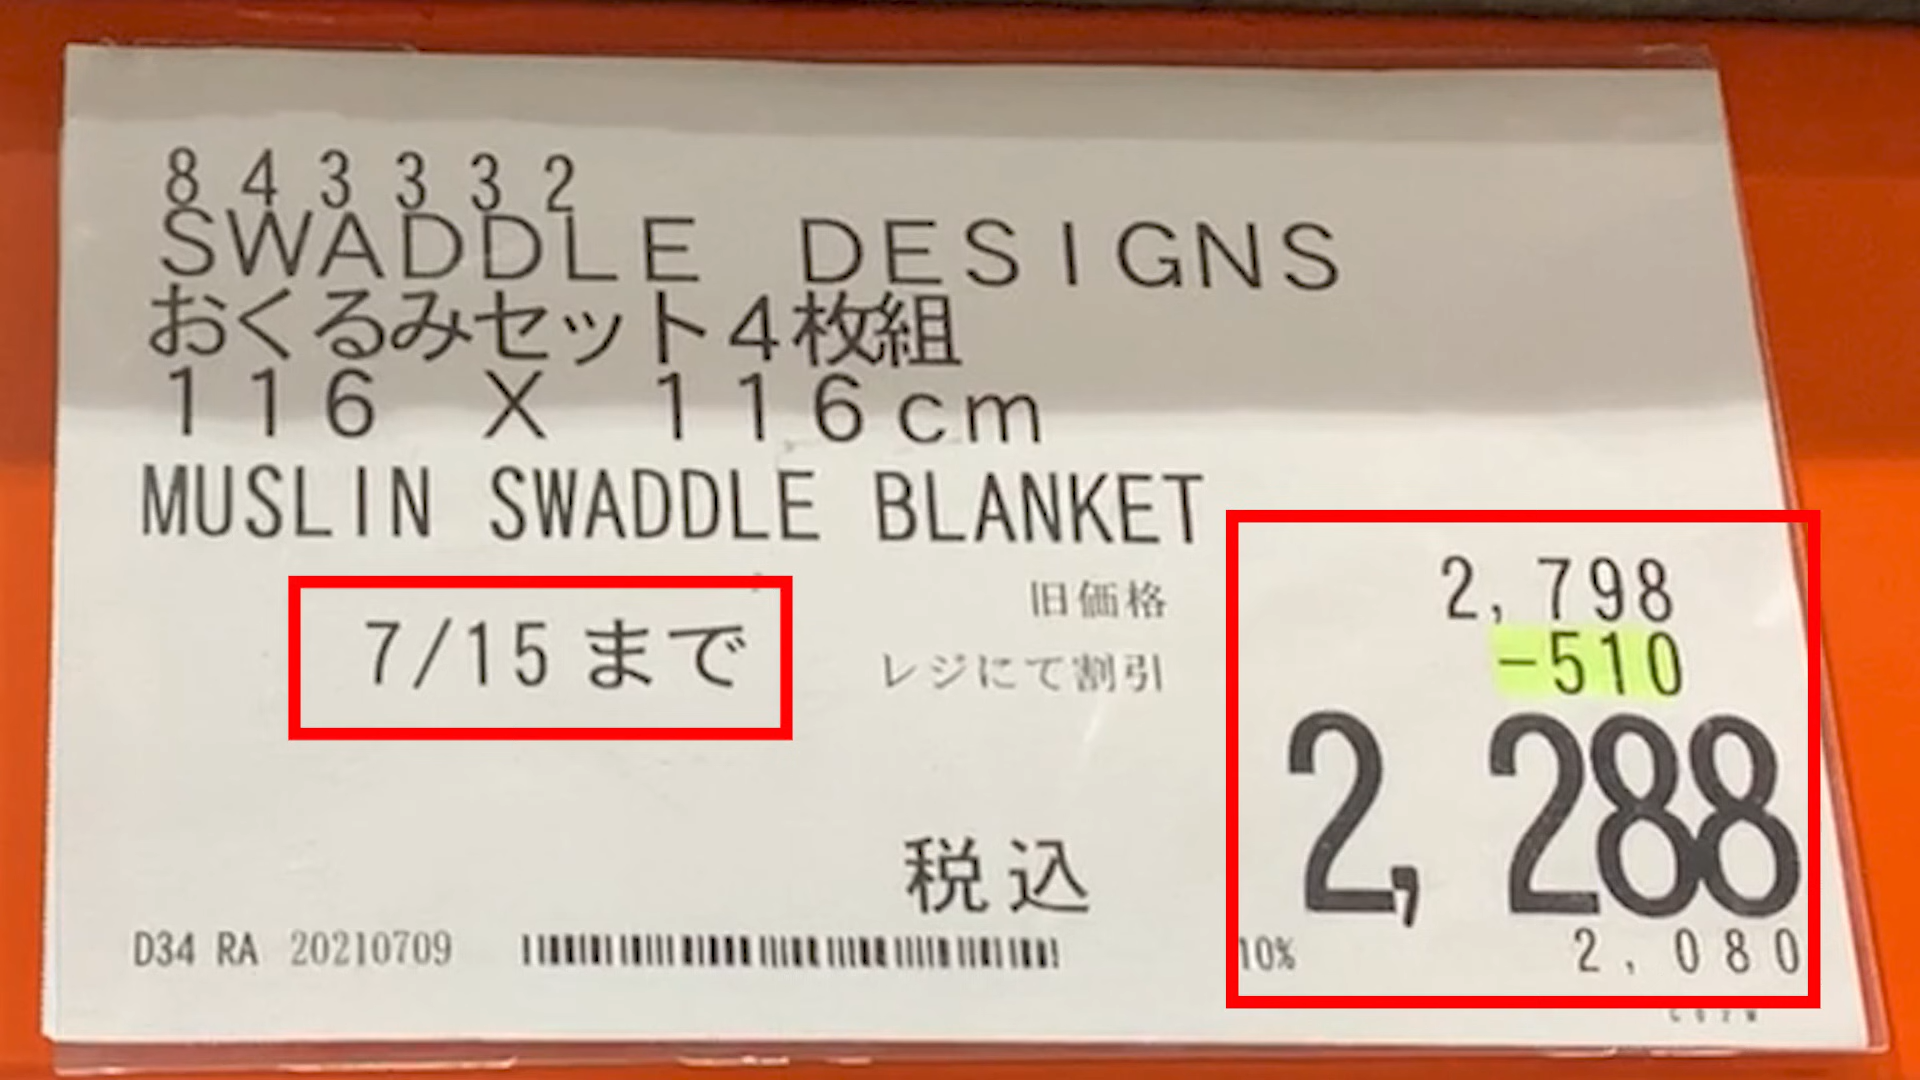 843332
SWADDLE DESIGNS
おくるみセット4枚組
116 X 116cm
MUSLIN SWADDLE BLANKET
旧価格 2,798
7/15まで レジにて割引 -510
2,288
税込
D34 RA 20210709 10% 2,080